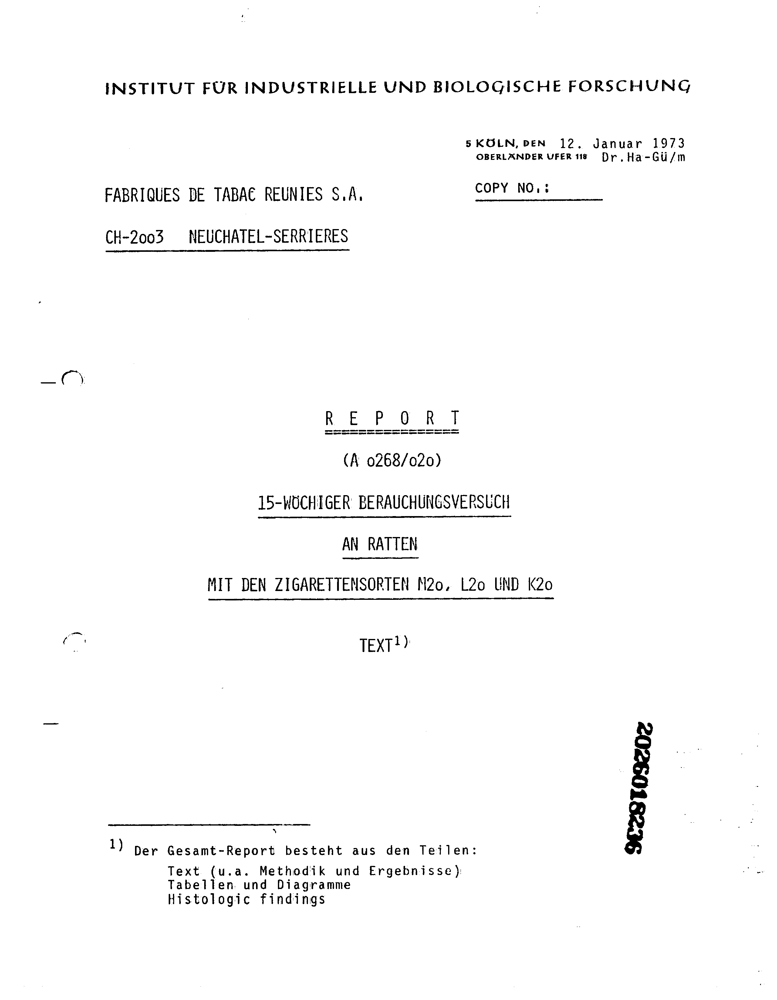 INSTITUT FÜR INDUSTRIELLE UND BIOLOGISCHE FORSCHUNG
5 KÖLN, DEN 12. Januar 1973
OBERLÄNDER UFER 118 Dr.Ha-Gü/m
FABRIQUES DE TABAC REUNIES S.A.
COPY NO.:
CH-2oo3 NEUCHATEL-SERRIERES
R E P O R T
(A o268/o2o)
15-WÖCHIGER BERAUCHUNGSVERSUCH
AN RATTEN
MIT DEN ZIGARETTENSORTEN M2o, L2o UND K2o
TEXT1)
2026018236
1) Der Gesamt-Report besteht aus den Teilen:
Text (u.a. Methodik und Ergebnisse)
Tabellen und Diagramme
Histologic findings